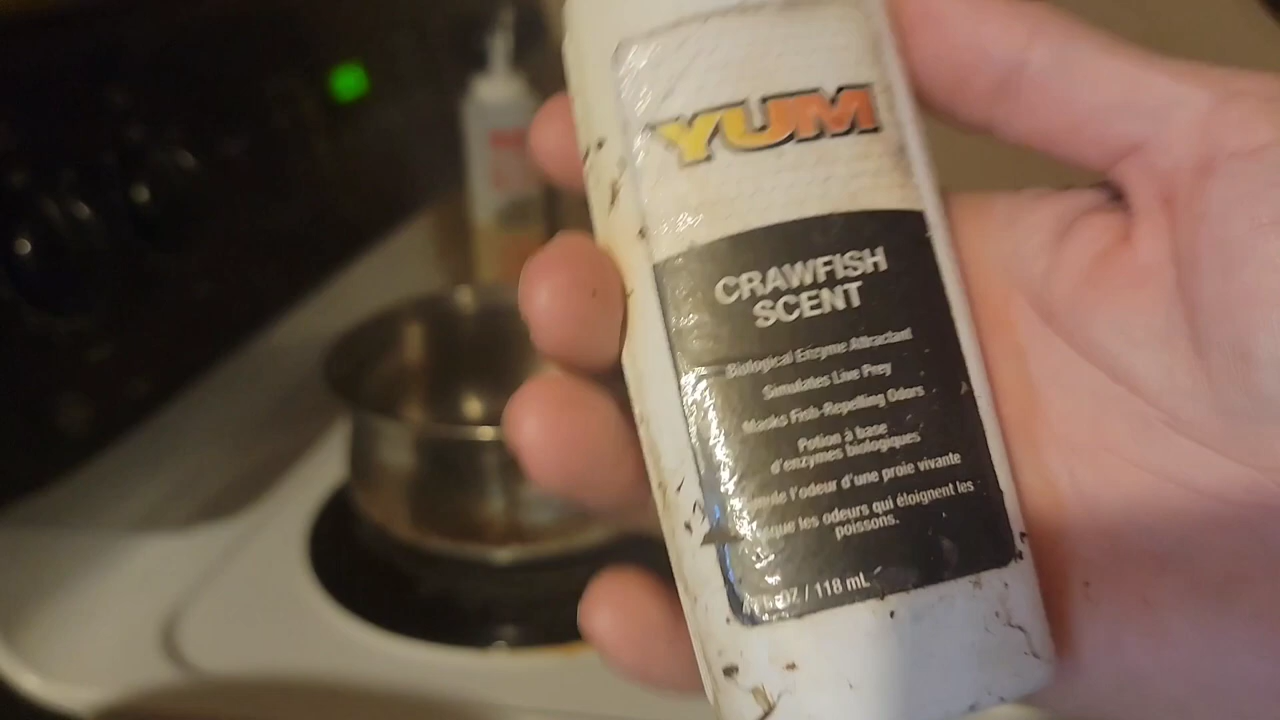 YUM
CRAWFISH
SCENT
Biological Enzyme Attractant
Simulates Live Prey
Masks Fish-Repelling Odors
Potion à base
d'enzymes biologiques
l'odeur d'une proie vivante
les odeurs qui éloignent les
poissons.
OZ / 118 mL